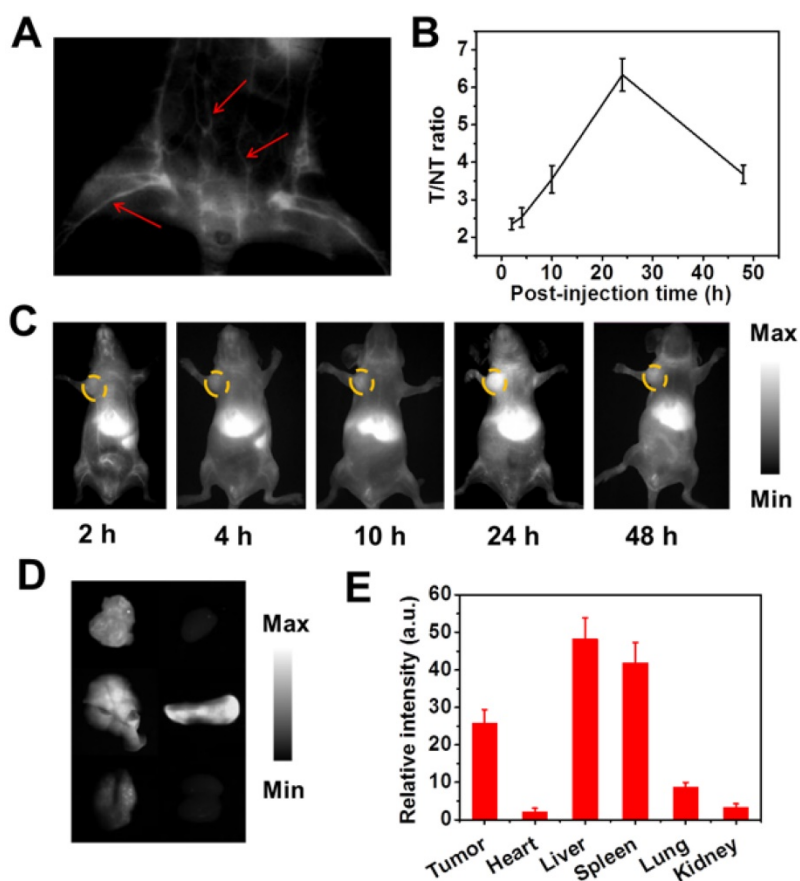 A
B
T/NT ratio
7
6
5
4
3
2
0 10 20 30 40 50
Post-injection time (h)
C
Max
Min
2 h 4 h 10 h 24 h 48 h
D
Max
Min
E
Relative intensity (a.u.)
60
50
40
30
20
10
0
Tumor Heart Liver Spleen Lung Kidney